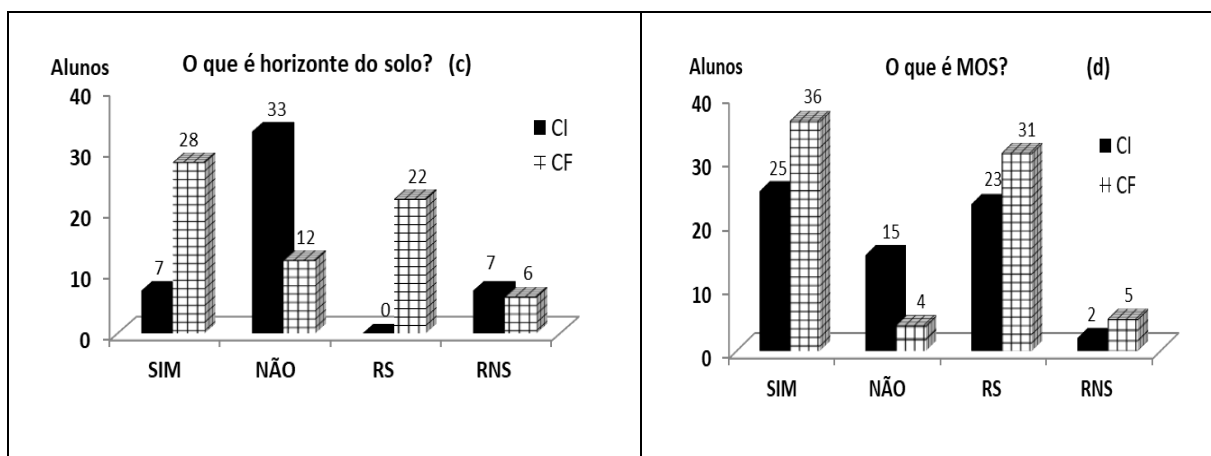 O que é horizonte do solo? (c)
Alunos
40
30
20
10
0
7
28
33
12
0
22
7
6
CI
CF
SIM
NÃO
RS
RNS
O que é MOS? (d)
Alunos
40
30
20
10
0
25
36
15
4
23
31
2
5
CI
CF
SIM
NÃO
RS
RNS